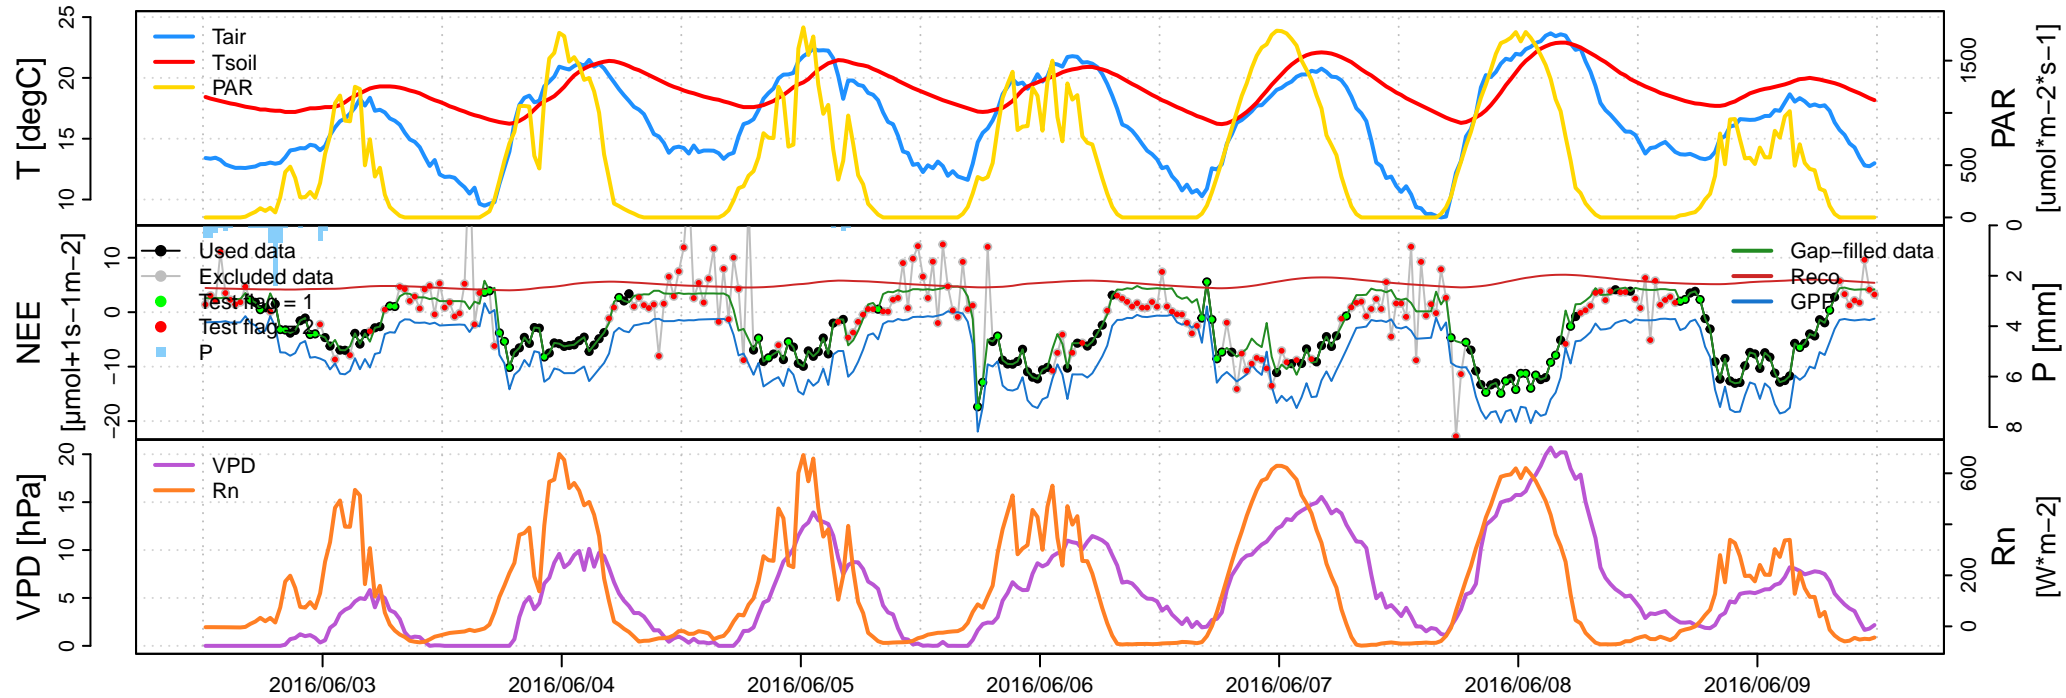 T [degC]
25
20
15
10
Tair
Tsoil
PAR
1500
500
0
PAR
[umol*m-2*s-1]
NEE
[µmol+1s-1m-2]
10
0
-10
-20
Used data
Excluded data
Test flag = 1
Test flag = 2
P
Gap-filled data
Reco
GPP
0
2
4
6
8
P [mm]
VPD [hPa]
20
15
10
5
0
VPD
Rn
600
200
0
Rn
[W*m-2]
2016/06/03 2016/06/04 2016/06/05 2016/06/06 2016/06/07 2016/06/08 2016/06/09